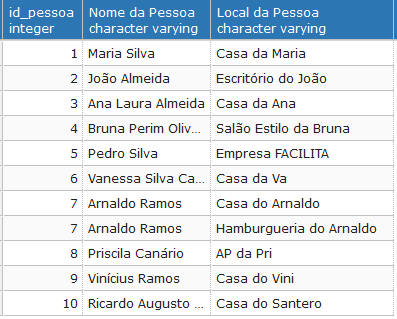 id_pessoa Nome da Pessoa Local da Pessoa
integer character varying character varying
1 Maria Silva Casa da Maria
2 João Almeida Escritório do João
3 Ana Laura Almeida Casa da Ana
4 Bruna Perim Oliv... Salão Estilo da Bruna
5 Pedro Silva Empresa FACILITA
6 Vanessa Silva Ca... Casa da Va
7 Arnaldo Ramos Casa do Arnaldo
7 Arnaldo Ramos Hamburgueria do Arnaldo
8 Priscila Canário AP da Pri
9 Vinícius Ramos Casa do Vini
10 Ricardo Augusto ... Casa do Santero